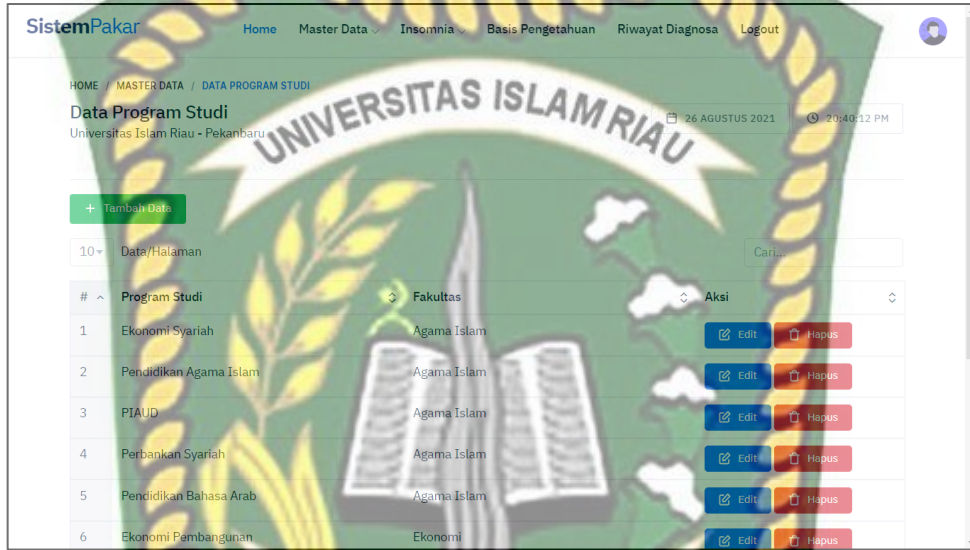 SistemPakar
Home Master Data Insomnia Basis Pengetahuan Riwayat Diagnosa Logout
HOME / MASTER DATA / DATA PROGRAM STUDI
Data Program Studi
Universitas Islam Riau - Pekanbaru
26 AGUSTUS 2021 20:40:12 PM
UNIVERSITAS ISLAM RIAU
+ Tambah Data
10 Data/Halaman Cari...
# Program Studi Fakultas Aksi
1 Ekonomi Syariah Agama Islam Edit Hapus
2 Pendidikan Agama Islam Agama Islam Edit Hapus
3 PIAUD Agama Islam Edit Hapus
4 Perbankan Syariah Agama Islam Edit Hapus
5 Pendidikan Bahasa Arab Agama Islam Edit Hapus
6 Ekonomi Pembangunan Ekonomi Edit Hapus